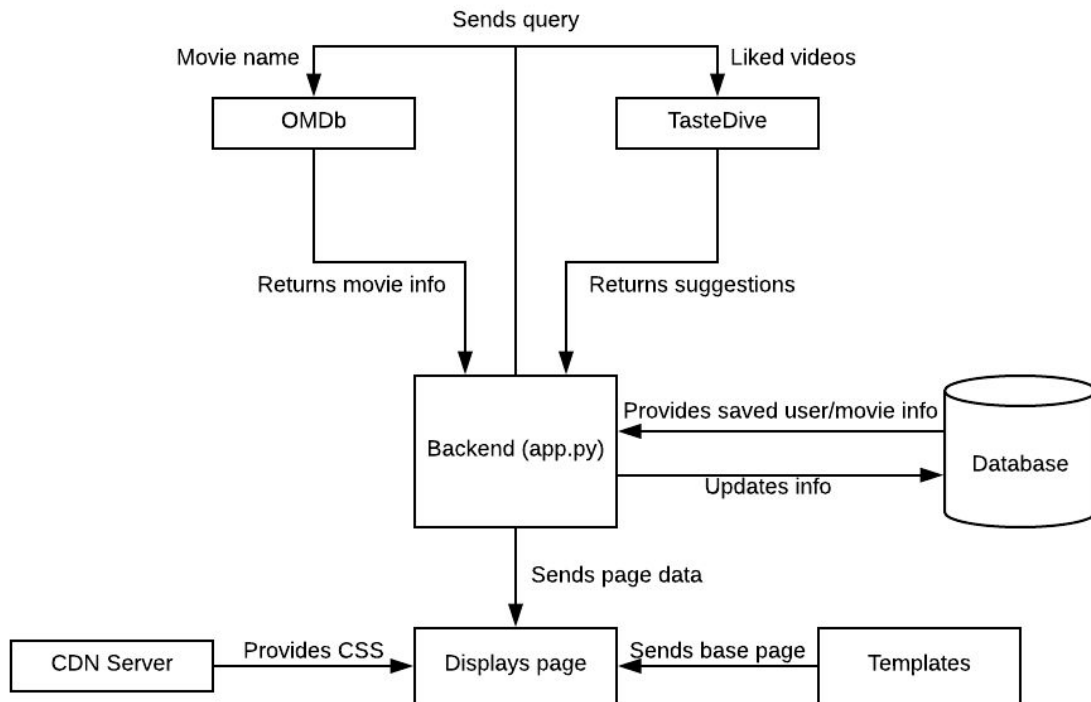 Sends query
Movie name
Liked videos
OMDb
TasteDive
Returns movie info
Returns suggestions
Provides saved user/movie info
Backend (app.py)
Database
Updates info
Sends page data
CDN Server
Provides CSS
Displays page
Sends base page
Templates